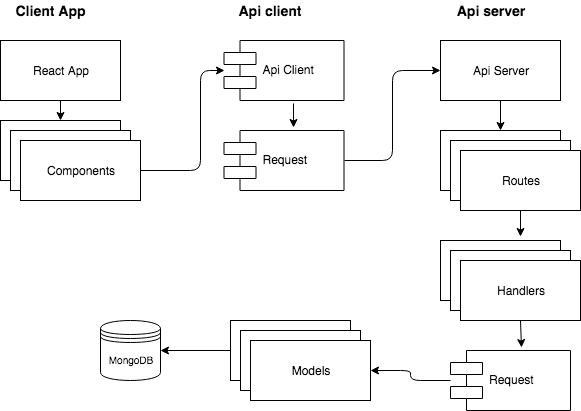 Client App
Api client
Api server
React App
Api Client
Api Server
Components
Request
Routes
Handlers
MongoDB
Models
Request